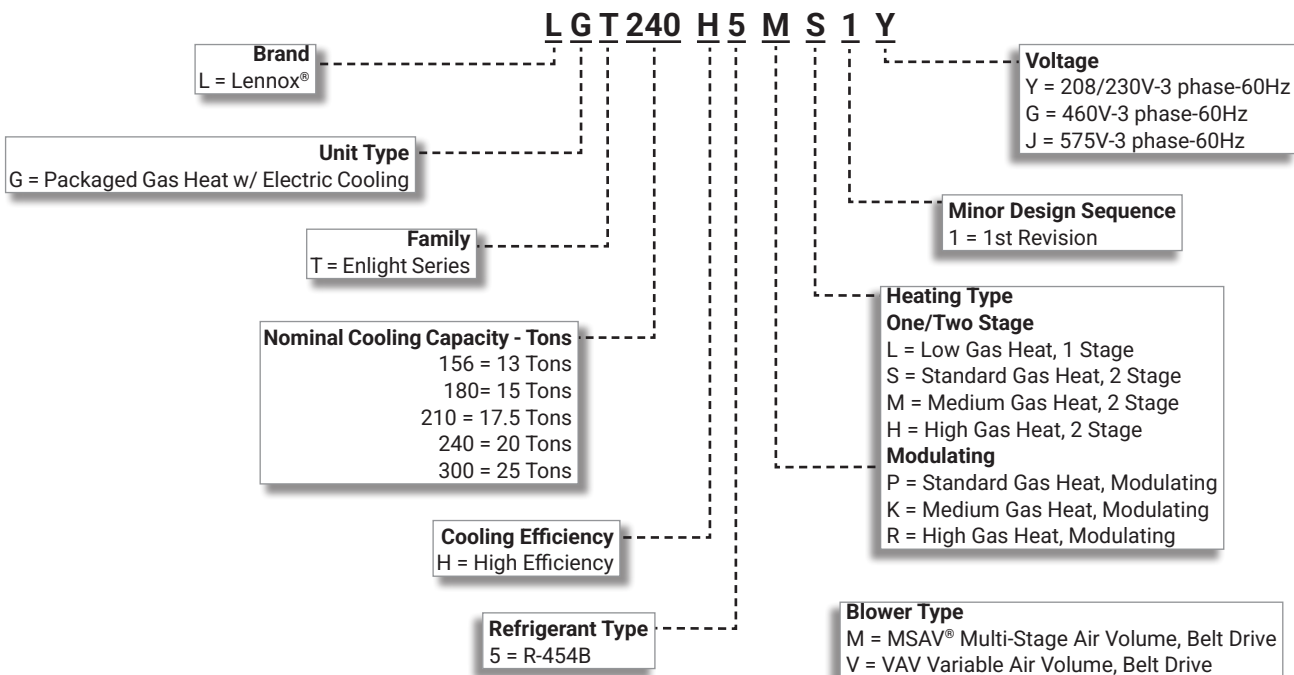 L G T 240 H 5 M S 1 Y
Brand
L = Lennox®
Unit Type
G = Packaged Gas Heat w/ Electric Cooling
Family
T = Enlight Series
Nominal Cooling Capacity - Tons
156 = 13 Tons
180= 15 Tons
210 = 17.5 Tons
240 = 20 Tons
300 = 25 Tons
Cooling Efficiency
H = High Efficiency
Refrigerant Type
5 = R-454B
Voltage
Y = 208/230V-3 phase-60Hz
G = 460V-3 phase-60Hz
J = 575V-3 phase-60Hz
Minor Design Sequence
1 = 1st Revision
Heating Type
One/Two Stage
L = Low Gas Heat, 1 Stage
S = Standard Gas Heat, 2 Stage
M = Medium Gas Heat, 2 Stage
H = High Gas Heat, 2 Stage
Modulating
P = Standard Gas Heat, Modulating
K = Medium Gas Heat, Modulating
R = High Gas Heat, Modulating
Blower Type
M = MSAV® Multi-Stage Air Volume, Belt Drive
V = VAV Variable Air Volume, Belt Drive